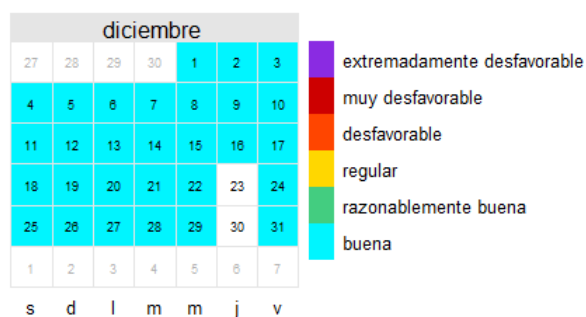 diciembre
27 28 29 30 1 2 3
4 5 6 7 8 9 10
11 12 13 14 15 16 17
18 19 20 21 22 23 24
25 26 27 28 29 30 31
1 2 3 4 5 6 7
s d l m m j v
extremadamente desfavorable
muy desfavorable
desfavorable
regular
razonablemente buena
buena